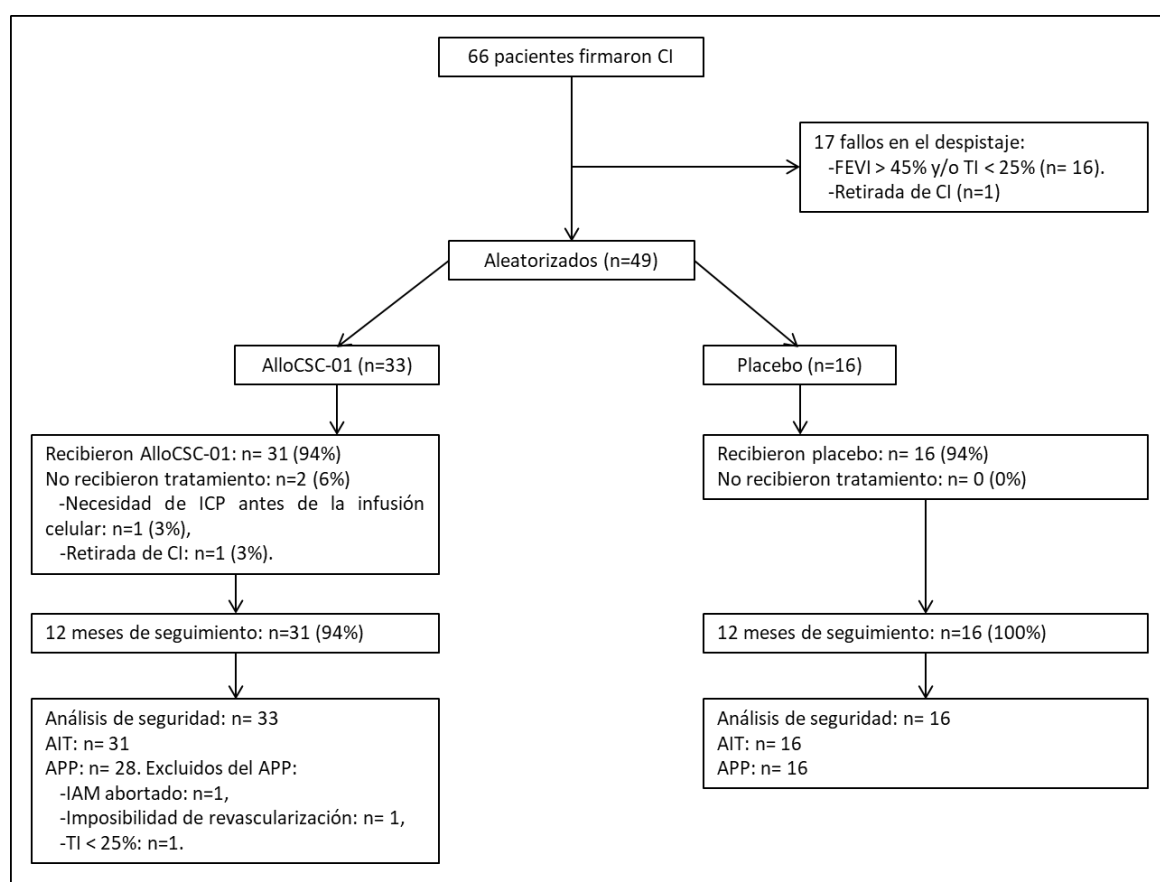 66 pacientes firmaron CI
17 fallos en el despistaje:
-FEVI > 45% y/o TI < 25% (n= 16).
-Retirada de CI (n=1)
Aleatorizados (n=49)
AlloCSC-01 (n=33)
Placebo (n=16)
Recibieron AlloCSC-01: n= 31 (94%)
No recibieron tratamiento: n=2 (6%)
-Necesidad de ICP antes de la infusión
celular: n=1 (3%),
-Retirada de CI: n=1 (3%).
Recibieron placebo: n= 16 (94%)
No recibieron tratamiento: n= 0 (0%)
12 meses de seguimiento: n=31 (94%)
12 meses de seguimiento: n=16 (100%)
Análisis de seguridad: n= 33
AIT: n= 31
APP: n= 28. Excluidos del APP:
-IAM abortado: n=1,
-Imposibilidad de revascularización: n= 1,
-TI < 25%: n=1.
Análisis de seguridad: n= 16
AIT: n= 16
APP: n= 16